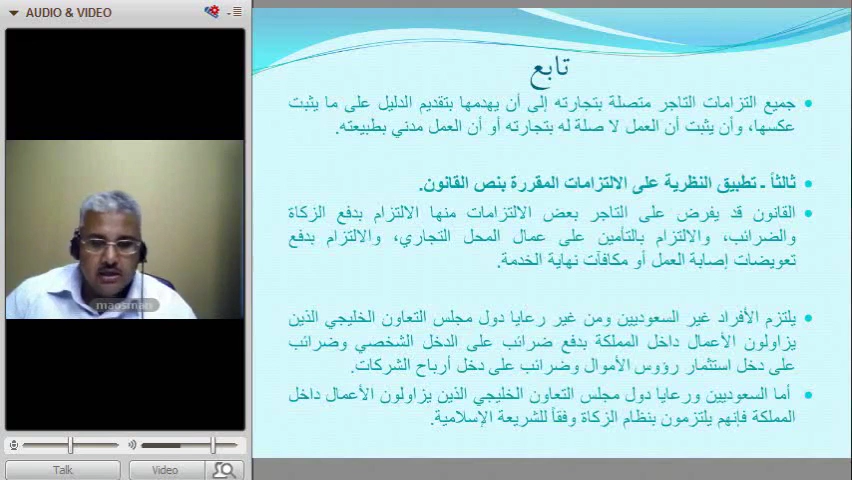 AUDIO & VIDEO
maosman
Talk
Video
تابع
جميع التزامات التاجر متصلة بتجارته إلى أن يهدمها بتقديم الدليل على ما يثبت
عكسها، وأن يثبت أن العمل لا صلة له بتجارته أو أن العمل مدني بطبيعته.
ثالثاً ـ تطبيق النظرية على الالتزامات المقررة بنص القانون.
القانون قد يفرض على التاجر بعض الالتزامات منها الالتزام بدفع الزكاة
والضرائب، والالتزام بالتأمين على عمال المحل التجاري، والالتزام بدفع
تعويضات إصابة العمل أو مكافآت نهاية الخدمة.
يلتزم الأفراد غير السعوديين ومن غير رعايا دول مجلس التعاون الخليجي الذين
يزاولون الأعمال داخل المملكة بدفع ضرائب على الدخل الشخصي وضرائب
على دخل استثمار رؤوس الأموال وضرائب على دخل أرباح الشركات.
أما السعوديين ورعايا دول مجلس التعاون الخليجي الذين يزاولون الأعمال داخل
المملكة فإنهم يلتزمون بنظام الزكاة وفقاً للشريعة الإسلامية.